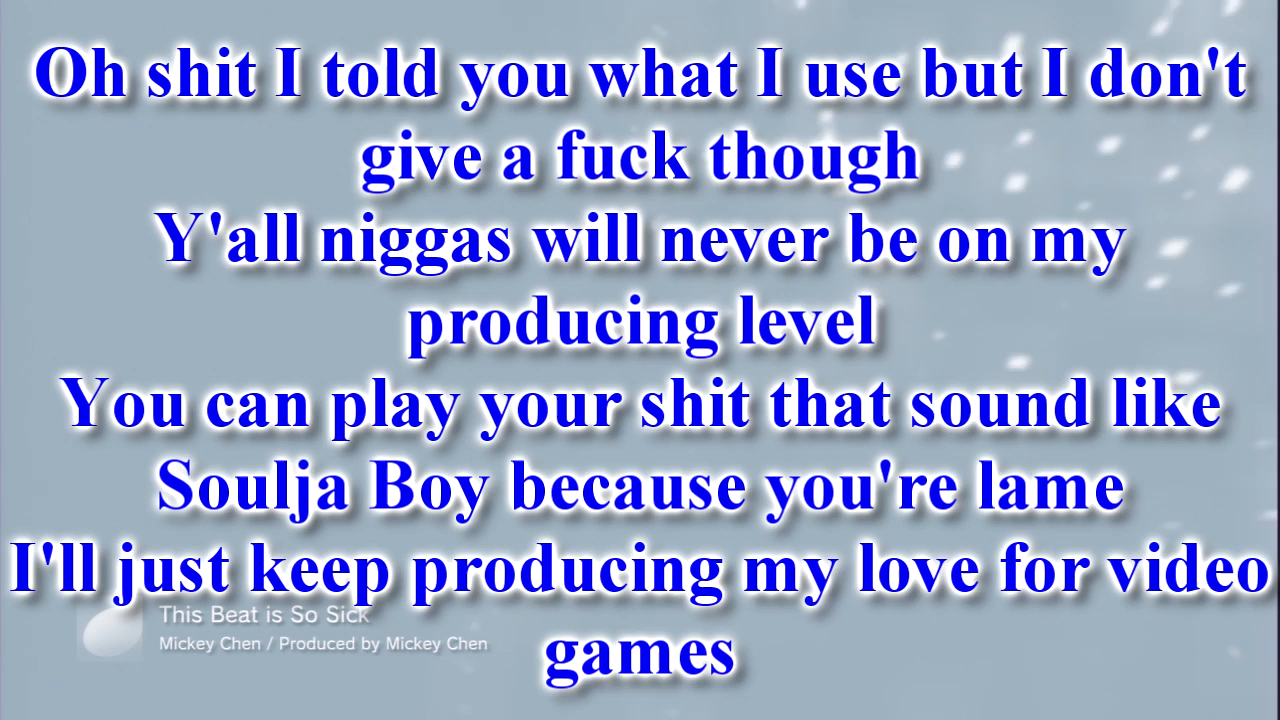 Oh shit I told you what I use but I don't
give a fuck though
Y'all niggas will never be on my
producing level
You can play your shit that sound like
Soulja Boy because you're lame
I'll just keep producing my love for video
games
This Beat is So Sick
Mickey Chen / Produced by Mickey Chen